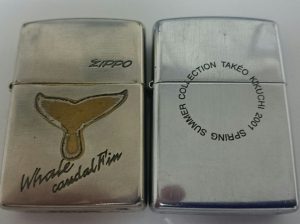 ZIPPO
Whale
caudal Fin
TAKEO KIKUCHI 2001 SPRING SUMMER COLLECTION